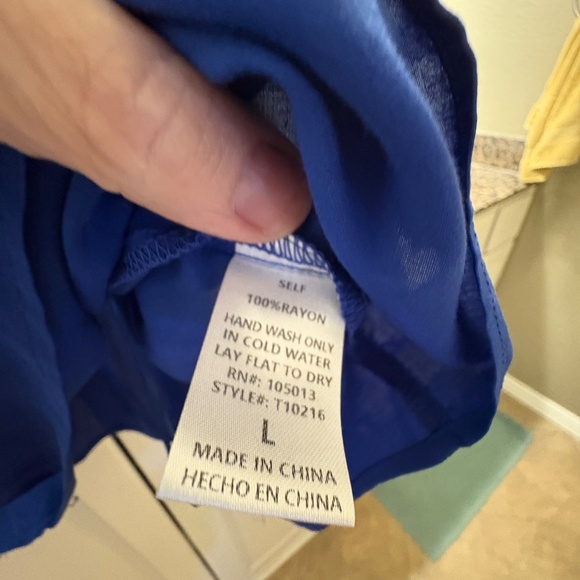 SELF
100%RAYON
HAND WASH ONLY
IN COLD WATER
LAY FLAT TO DRY
RN#: 105013
STYLE#: T10216
L
MADE IN CHINA
HECHO EN CHINA